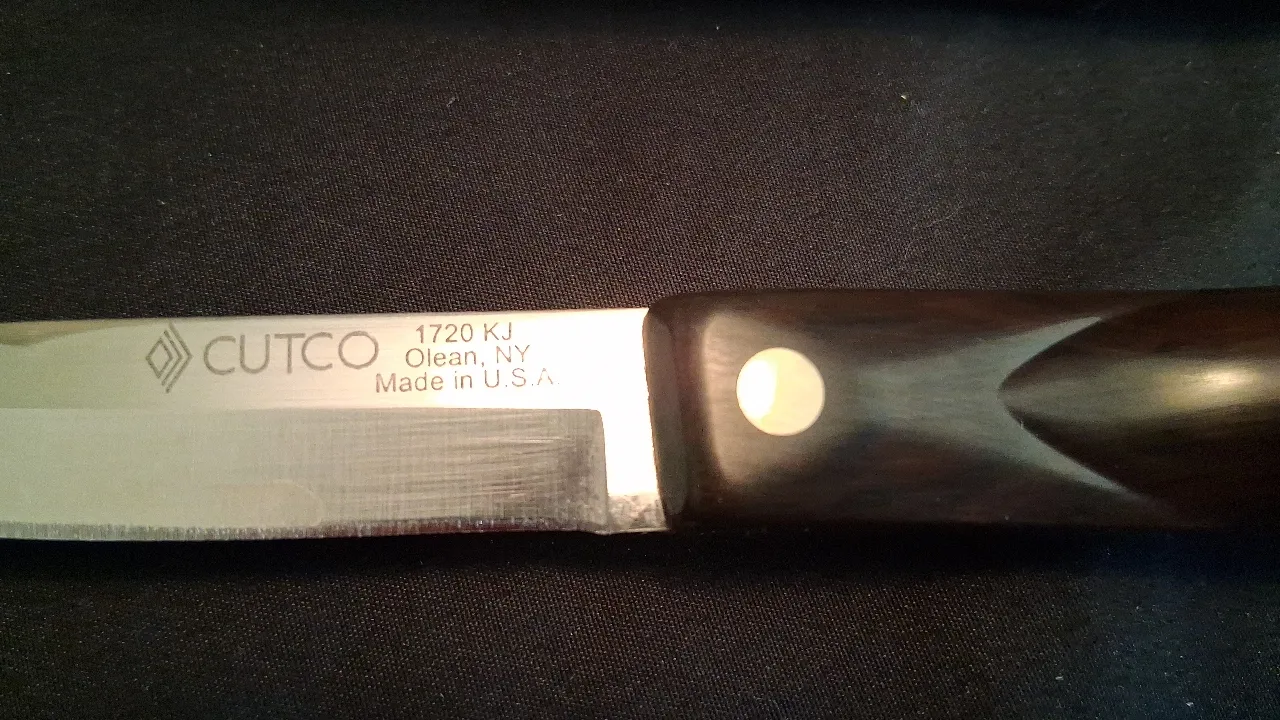 CUTCO
1720 KJ
Olean, NY
Made in U.S.A.